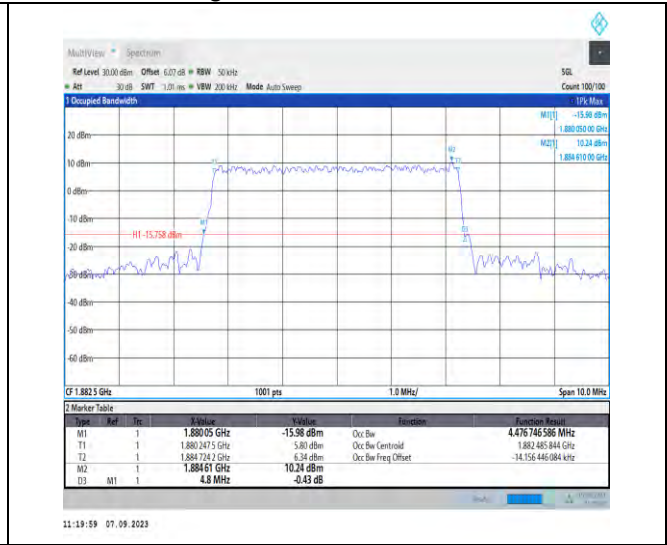 MultiView Spectrum
Ref Level 30.00 dBm Offset 6.07 dB RBW 50 kHz SGL
Att 30 dB SWT 1.01 ms VBW 200 kHz Mode Auto Sweep Count 100/100
1 Occupied Bandwidth 1Pk Max
M1[1] -15.98 dBm
1.880 050 00 GHz
M2[1] 10.24 dBm
1.884 610 00 GHz
20 dBm
M2
T1 T2
10 dBm
0 dBm
-10 dBm
M1
D3
H1 -15.758 dBm
-20 dBm
-30 dBm
-40 dBm
-50 dBm
-60 dBm
CF 1.882 5 GHz 1001 pts 1.0 MHz/ Span 10.0 MHz
2 Marker Table
Type Ref Trc X-Value Y-Value Function Function Result
M1 1 1.88005 GHz -15.98 dBm Occ Bw 4.476 746 586 MHz
T1 1 1.880 247 5 GHz 5.80 dBm Occ Bw Centroid 1.882 485 844 GHz
T2 1 1.884 724 2 GHz 6.34 dBm Occ Bw Freq Offset -14.156 446 084 kHz
M2 1 1.884 61 GHz 10.24 dBm
D3 M1 1 4.8 MHz -0.43 dB
11:19:59 07.09.2023